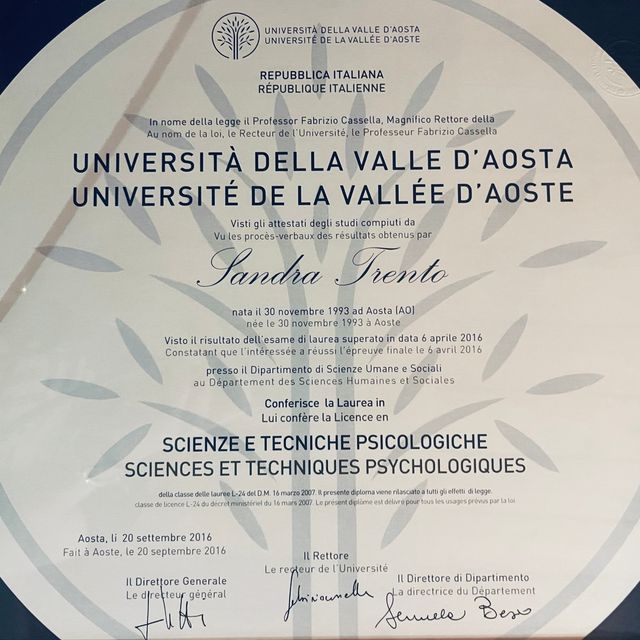 UNIVERSITÀ DELLA VALLE D'AOSTA
UNIVERSITÉ DE LA VALLÉE D'AOSTE
REPUBBLICA ITALIANA
RÉPUBLIQUE ITALIENNE
In nome della legge il Professor Fabrizio Cassella, Magnifico Rettore della
Au nom de la loi, le Recteur de l'Université, le Professeur Fabrizio Cassella
UNIVERSITÀ DELLA VALLE D'AOSTA
UNIVERSITÉ DE LA VALLÉE D'AOSTE
Visti gli attestati degli studi compiuti da
Vu les procès-verbaux des résultats obtenus par
Sandra Trento
nata il 30 novembre 1993 ad Aosta (AO)
née le 30 novembre 1993 à Aoste
Visto il risultato dell'esame di laurea superato in data 6 aprile 2016
Constatant que l'intéressée a réussi l'épreuve finale le 6 avril 2016
presso il Dipartimento di Scienze Umane e Sociali
au Département des Sciences Humaines et Sociales
Conferisce la Laurea in
Lui confère la Licence en
SCIENZE E TECNICHE PSICOLOGICHE
SCIENCES ET TECHNIQUES PSYCHOLOGIQUES
della classe delle lauree L-24 del D.M. 16 marzo 2007. Il presente diploma viene rilasciato a tutti gli effetti di legge.
classe de licence L-24 du décret ministériel du 16 mars 2007. Le présent diplôme est délivré pour tous les usages prévus par la loi
Aosta, lì 20 settembre 2016
Fait à Aoste, le 20 septembre 2016
Il Direttore Generale
Le directeur général
Il Rettore
Le recteur de l'Université
Il Direttore di Dipartimento
La directrice du Département